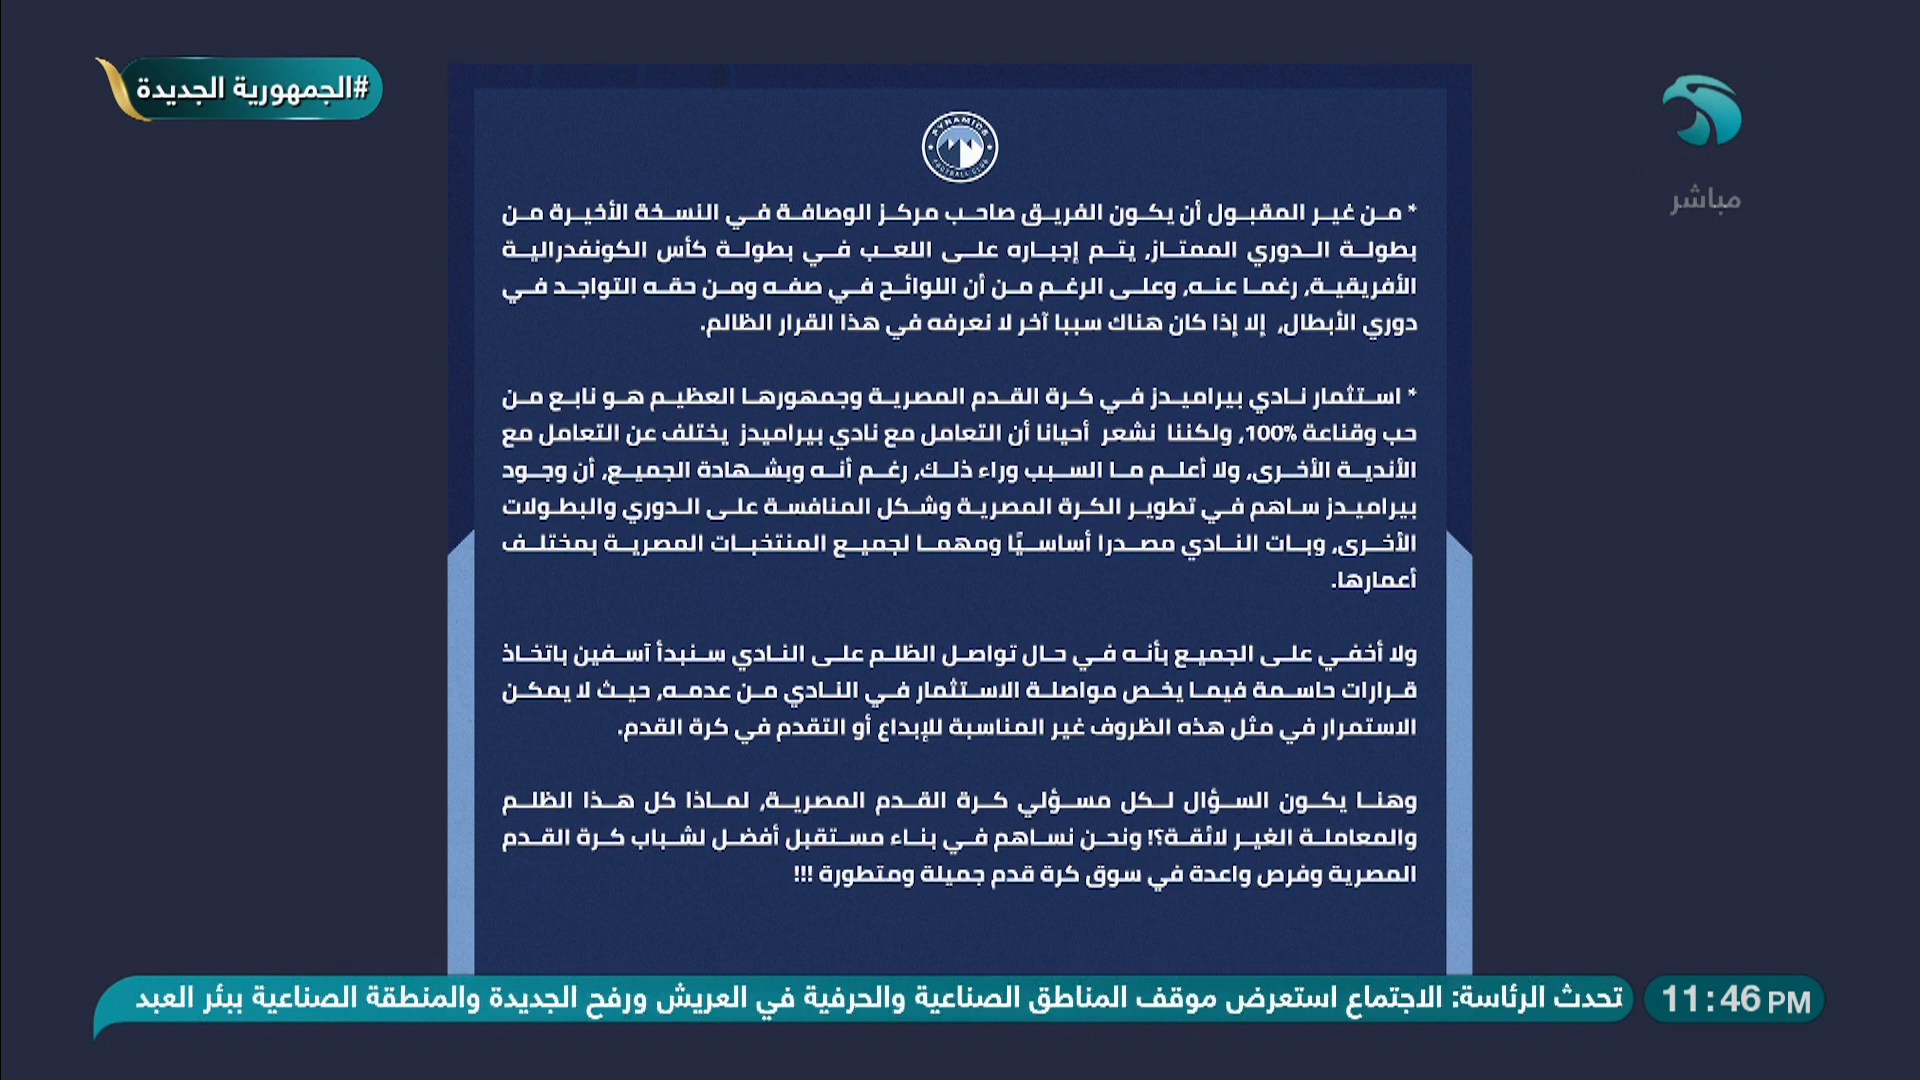 #الجمهورية الجديدة
مباشر
PYRAMIDS
FOOTBALL CLUB
* من غير المقبول أن يكون الفريق صاحب مركز الوصافة في النسخة الأخيرة من
بطولة الدوري الممتاز، يتم إجباره على اللعب في بطولة كأس الكونفدرالية
الأفريقية، رغما عنه، وعلى الرغم من أن اللوائح في صفه ومن حقه التواجد في
دوري الأبطال، إلا إذا كان هناك سببا آخر لا نعرفه في هذا القرار الظالم.
* استثمار نادي بيراميدز في كرة القدم المصرية وجمهورها العظيم هو نابع من
حب وقناعة 100%، ولكننا نشعر أحيانا أن التعامل مع نادي بيراميدز يختلف عن التعامل مع
الأندية الأخرى، ولا أعلم ما السبب وراء ذلك، رغم أنه وبشهادة الجميع، أن وجود
بيراميدز ساهم في تطوير الكرة المصرية وشكل المنافسة على الدوري والبطولات
الأخرى، وبات النادي مصدرا أساسيًا ومهما لجميع المنتخبات المصرية بمختلف
أعمارها.
ولا أخفي على الجميع بأنه في حال تواصل الظلم على النادي سنبدأ آسفين باتخاذ
قرارات حاسمة فيما يخص مواصلة الاستثمار في النادي من عدمه، حيث لا يمكن
الاستمرار في مثل هذه الظروف غير المناسبة للإبداع أو التقدم في كرة القدم.
وهنا يكون السؤال لكل مسؤلي كرة القدم المصرية، لماذا كل هذا الظلم
والمعاملة الغير لائقة؟! ونحن نساهم في بناء مستقبل أفضل لشباب كرة القدم
المصرية وفرص واعدة في سوق كرة قدم جميلة ومتطورة !!!
تحدث الرئاسة: الاجتماع استعرض موقف المناطق الصناعية والحرفية في العريش ورفح الجديدة والمنطقة الصناعية ببئر العبد
11:46 PM